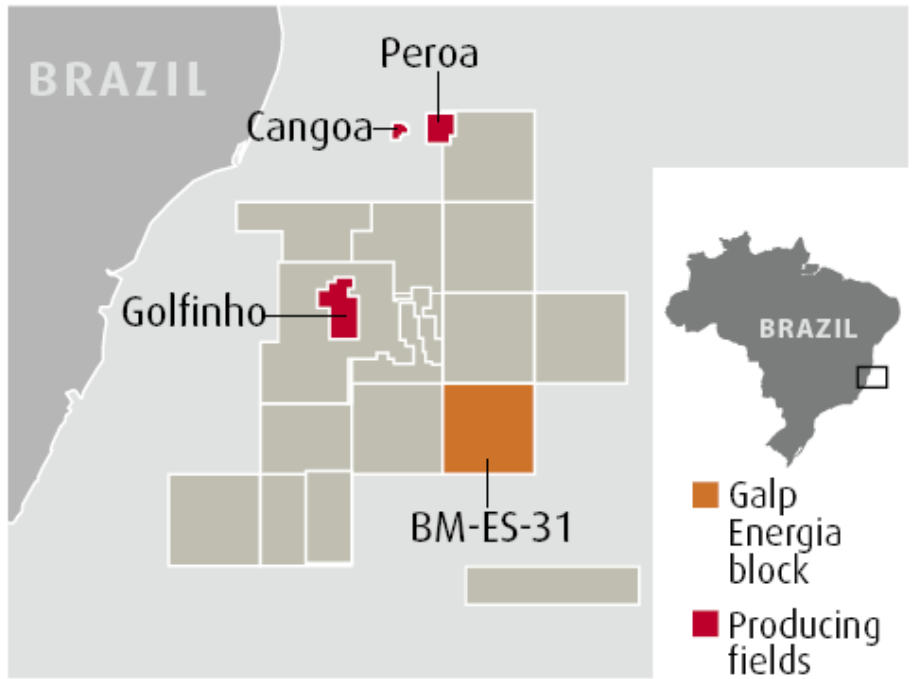 BRAZIL
Peroa
Cangoa
Golfinho
BM-ES-31
BRAZIL
Galp
Energia
block
Producing
fields